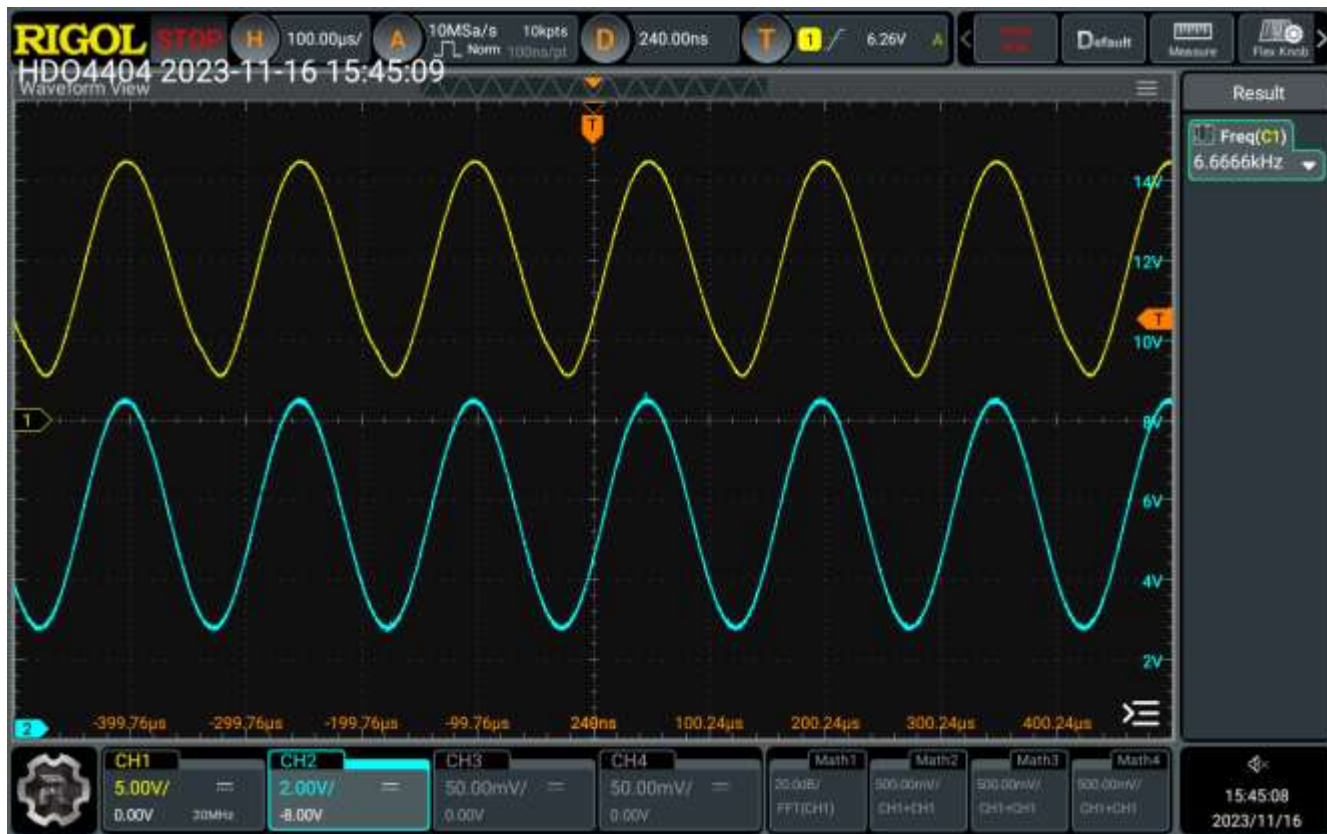 RIGOL STOP H 100.00µs/ A 10MSa/s 10kpts D 240.00ns T 1 6.26V A < Default Measure Flex Knob >
Norm 100ns/pt
HDO4404 2023-11-16 15:45:09
Waveform View
Result
T
Freq(C1)
6.6666kHz
14V
12V
T
10V
1
8V
6V
4V
2V
2 -399.76µs -299.76µs -199.76µs -99.76µs 240ns 100.24µs 200.24µs 300.24µs 400.24µs
CH1 CH2 CH3 CH4 Math1 Math2 Math3 Math4
5.00V/ 2.00V/ 50.00mV/ 50.00mV/ 20.0dB/ 500.00mV/ 500.00mV/ 500.00mV/
0.00V 20MHz -8.00V 0.00V 0.00V FFT(CH1) CH1+CH1 CH1+CH1 CH1+CH1
15:45:08
2023/11/16